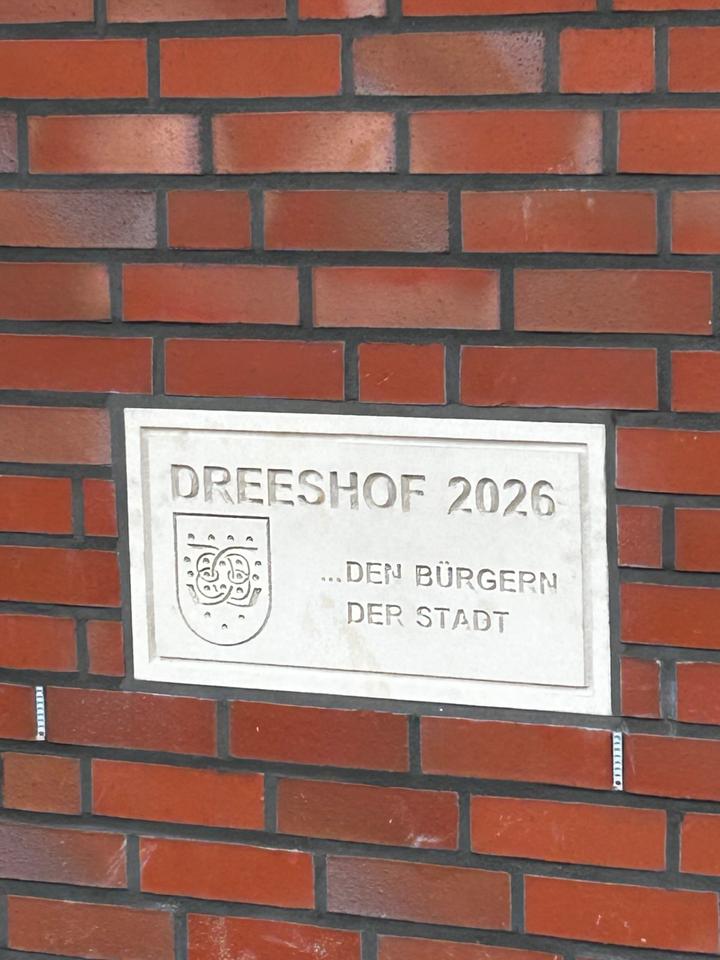 DREESHOF 2026
...DEN BÜRGERN
DER STADT